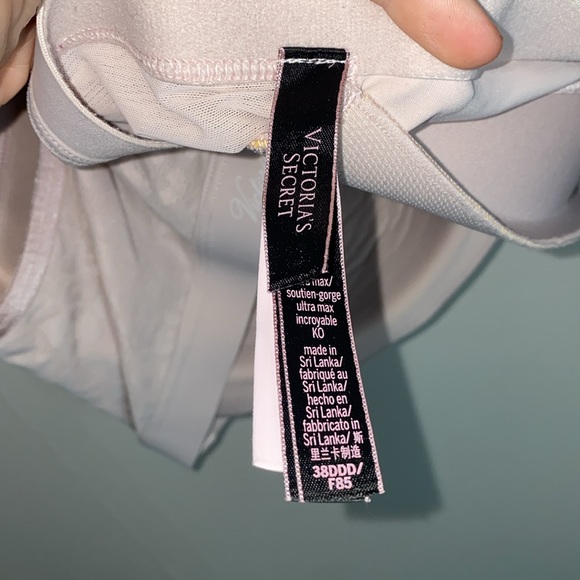 VICTORIA'S
SECRET
max/
soutien-gorge
ultra max
incroyable
KO
made in
Sri Lanka/
fabriqué au
Sri Lanka/
hecho en
Sri Lanka/
fabbricato in
Sri Lanka/ 斯
里兰卡制造
38DDD/
F85